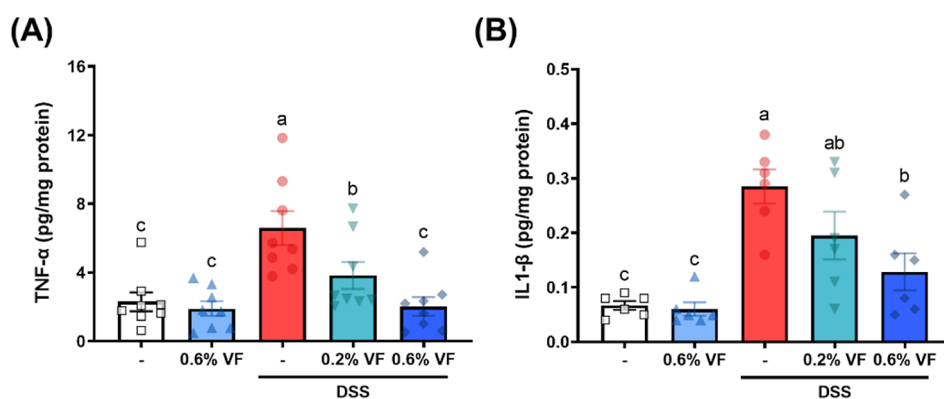 (A)
TNF-α (pg/mg protein)
16
12
8
4
0
c
c
a
b
c
-
0.6% VF
-
0.2% VF
0.6% VF
DSS
(B)
IL1-β (pg/mg protein)
0.5
0.4
0.3
0.2
0.1
0.0
c
c
a
ab
b
-
0.6% VF
-
0.2% VF
0.6% VF
DSS